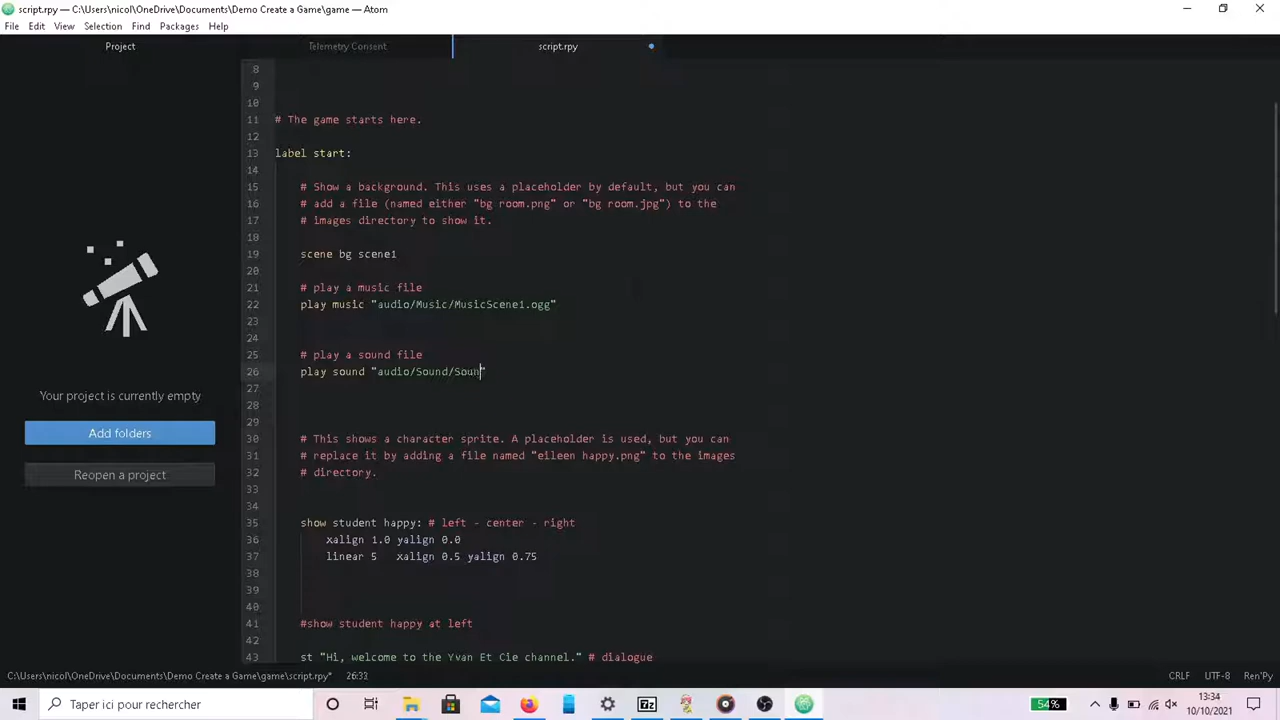 script.rpy — C:\Users\nicol\OneDrive\Documents\Demo Create a Game\game — Atom
File Edit View Selection Find Packages Help
Project Telemetry Consent script.rpy
8
9
10
11 # The game starts here.
12
13 label start:
14
15 # Show a background. This uses a placeholder by default, but you can
16 # add a file (named either "bg room.png" or "bg room.jpg") to the
17 # images directory to show it.
18
19 scene bg scene1
20
21 # play a music file
22 play music "audio/Music/MusicScene1.ogg"
23
24
25 # play a sound file
26 play sound "audio/Sound/Soun"
27
28
29
30 # This shows a character sprite. A placeholder is used, but you can
31 # replace it by adding a file named "eileen happy.png" to the images
32 # directory.
33
34
35 show student happy: # left - center - right
36 xalign 1.0 yalign 0.0
37 linear 5 xalign 0.5 yalign 0.75
38
39
40
41 #show student happy at left
42
43 st "Hi, welcome to the Yvan Et Cie channel." # dialogue
Your project is currently empty
Add folders
Reopen a project
C:\Users\nicol\OneDrive\Documents\Demo Create a Game\game\script.rpy* 26:31 CRLF UTF-8 Ren'Py
Taper ici pour rechercher
7z
54%
13:34
10/10/2021